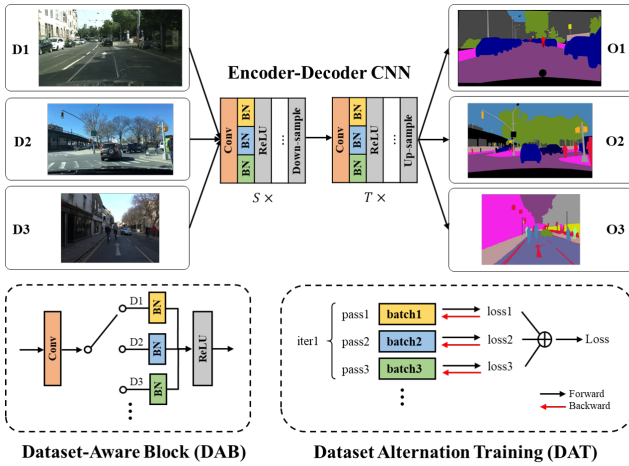 D1
D2
D3
Encoder-Decoder CNN
Conv
BN
BN
BN
ReLU
...
Down-sample
S ×
Conv
BN
BN
BN
ReLU
...
Up-sample
T ×
O1
O2
O3
Conv
D1
BN
D2
BN
D3
BN
ReLU
Dataset-Aware Block (DAB)
iter1
pass1 batch1 loss1
pass2 batch2 loss2
pass3 batch3 loss3
Loss
Forward
Backward
Dataset Alternation Training (DAT)